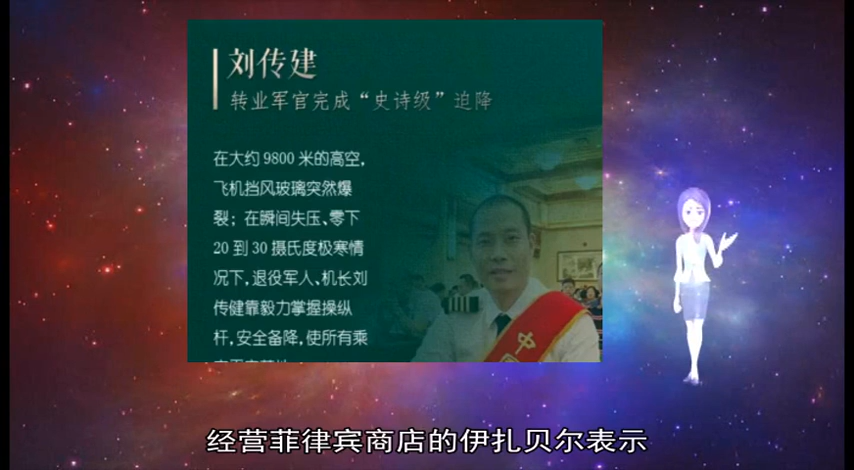 刘传建
转业军官完成“史诗级”迫降
在大约 9800 米的高空，
飞机挡风玻璃突然爆
裂；在瞬间失压、零下
20 到 30 摄氏度极寒情
况下，退役军人、机长刘
传健靠毅力掌握操纵
杆，安全备降，使所有乘
中国
经营菲律宾商店的伊扎贝尔表示